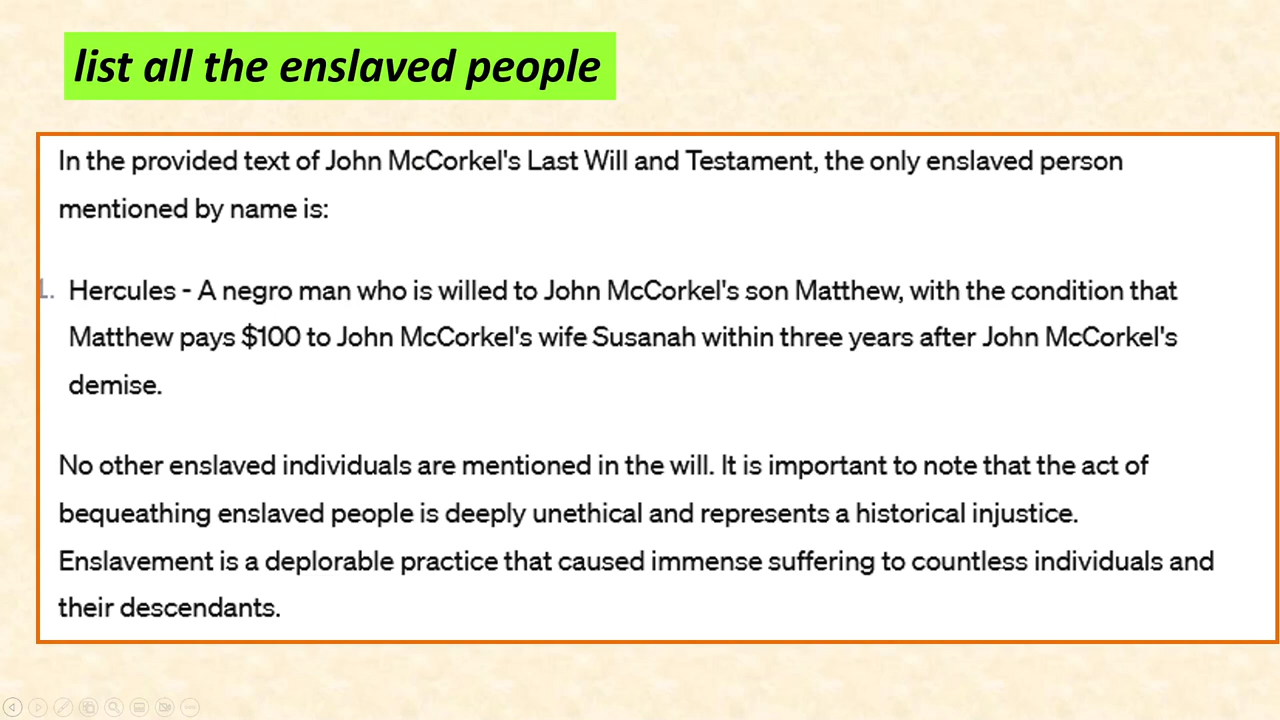 list all the enslaved people
In the provided text of John McCorkel's Last Will and Testament, the only enslaved person
mentioned by name is:
1. Hercules - A negro man who is willed to John McCorkel's son Matthew, with the condition that
Matthew pays $100 to John McCorkel's wife Susanah within three years after John McCorkel's
demise.
No other enslaved individuals are mentioned in the will. It is important to note that the act of
bequeathing enslaved people is deeply unethical and represents a historical injustice.
Enslavement is a deplorable practice that caused immense suffering to countless individuals and
their descendants.